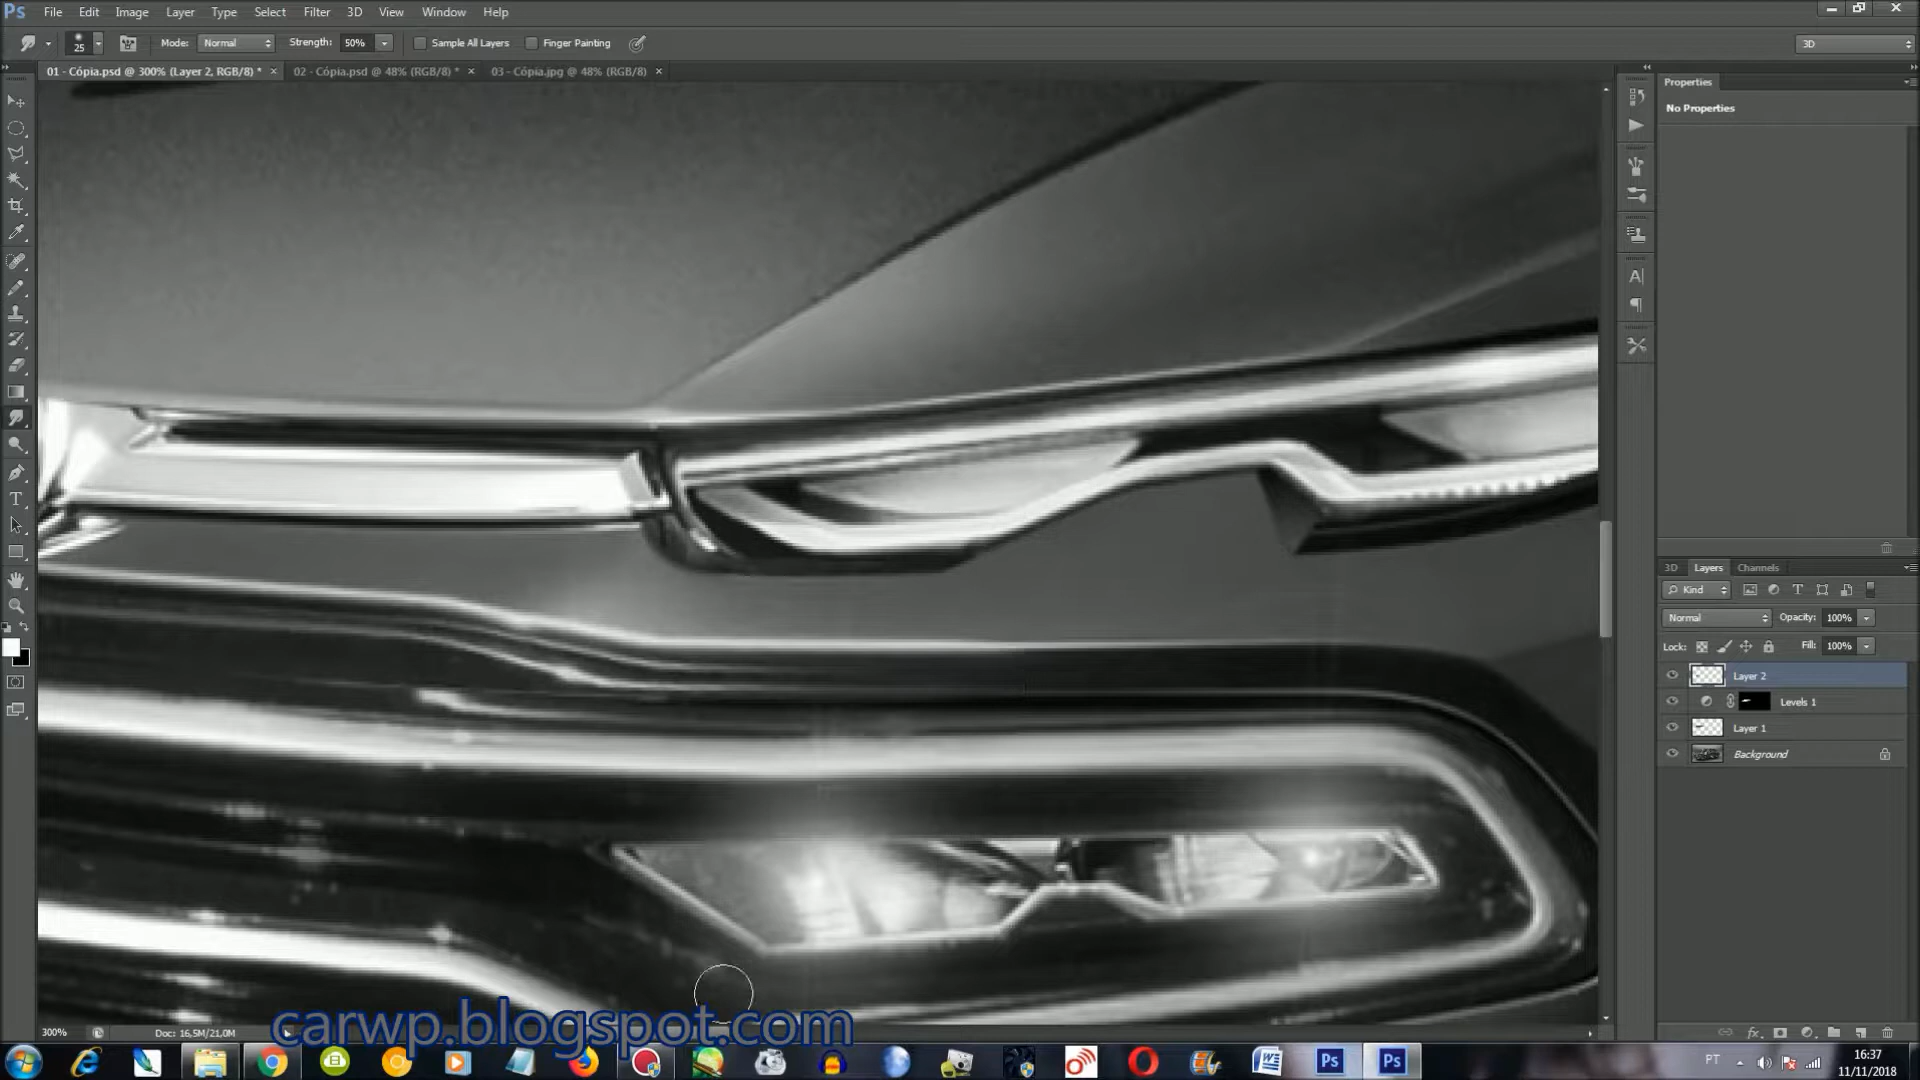 Ps File Edit Image Layer Type Select Filter 3D View Window Help
25 Mode: Normal Strength: 50% Sample All Layers Finger Painting 3D
01 - Cópia.psd @ 300% (Layer 2, RGB/8) * × 02 - Cópia.psd @ 48% (RGB/8) * × 03 - Cópia.jpg @ 48% (RGB/8) ×
Properties
No Properties
3D Layers Channels
Kind
Normal Opacity: 100%
Lock: Fill: 100%
Layer 2
Levels 1
Layer 1
Background
300% Doc: 16,5M/21,0M
carwp.blogspot.com
Ps Ps PT 16:37
11/11/2018